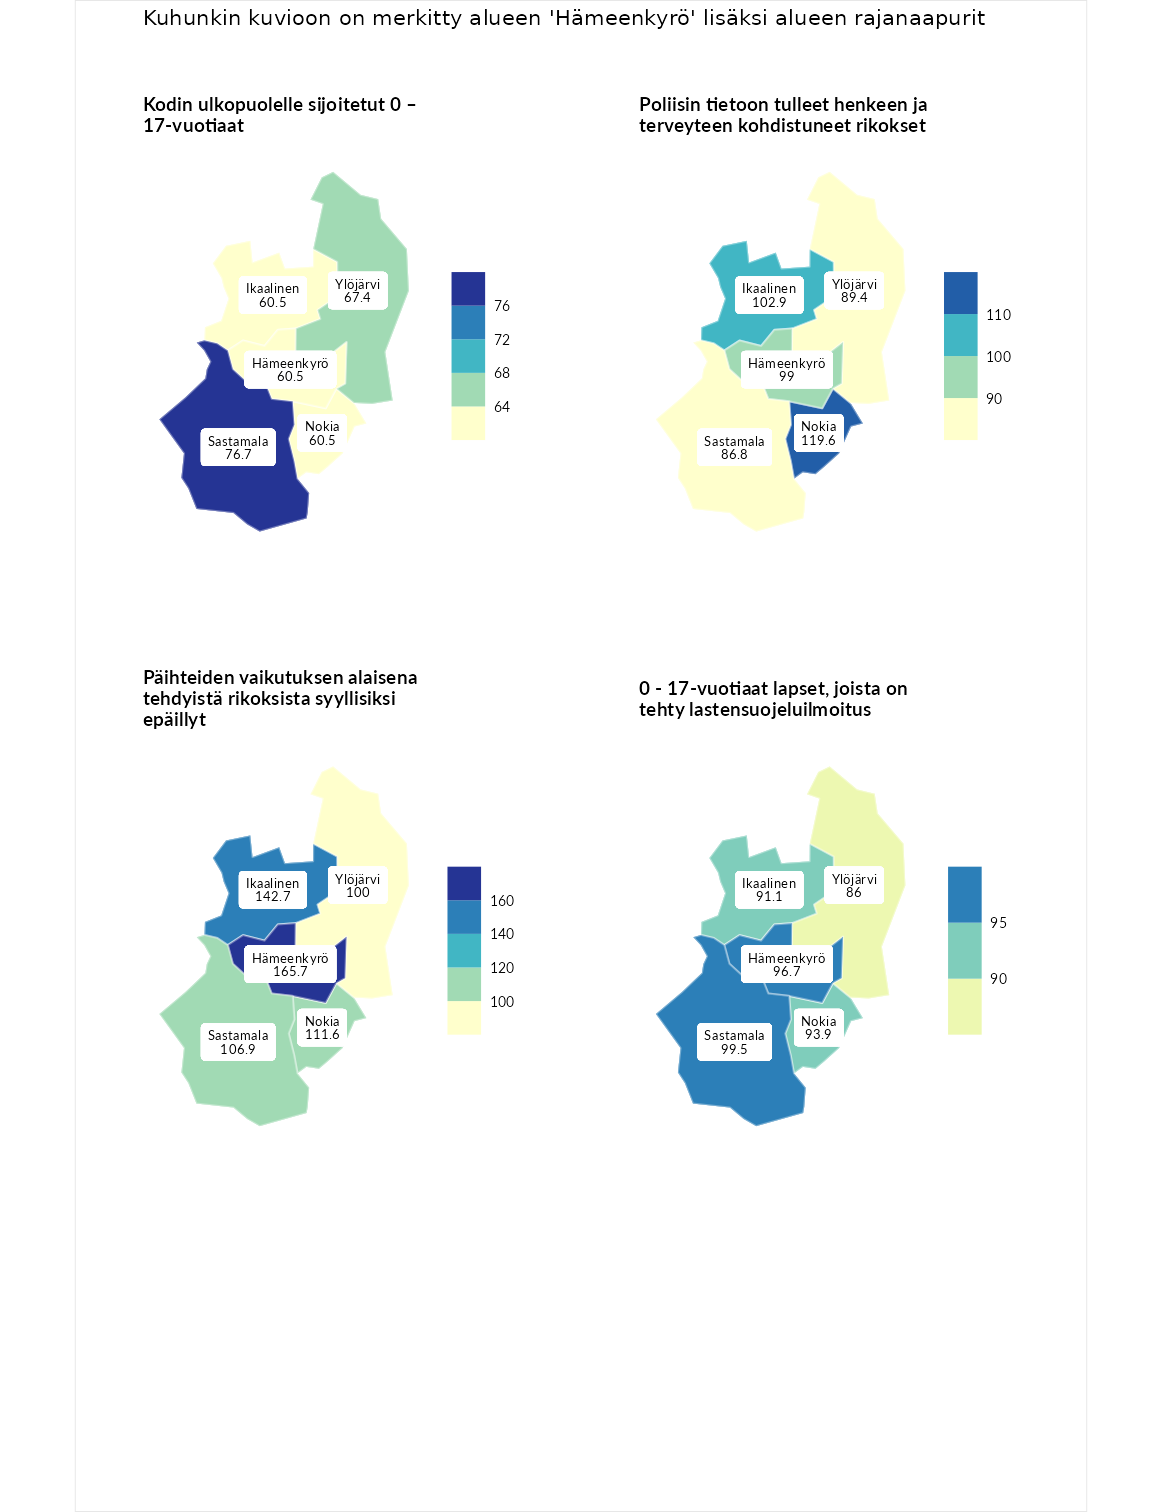 Kuhunkin kuvioon on merkitty alueen 'Hämeenkyrö' lisäksi alueen rajanaapurit
Kodin ulkopuolelle sijoitetut 0 –
17-vuotiaat
Ikaalinen
60.5
Ylöjärvi
67.4
Hämeenkyrö
60.5
Nokia
60.5
Sastamala
76.7
76
72
68
64
Poliisin tietoon tulleet henkeen ja
terveyteen kohdistuneet rikokset
Ikaalinen
102.9
Ylöjärvi
89.4
Hämeenkyrö
99
Nokia
119.6
Sastamala
86.8
110
100
90
Päihteiden vaikutuksen alaisena
tehdyistä rikoksista syyllisiksi
epäillyt
Ikaalinen
142.7
Ylöjärvi
100
Hämeenkyrö
165.7
Nokia
111.6
Sastamala
106.9
160
140
120
100
0 - 17-vuotiaat lapset, joista on
tehty lastensuojeluilmoitus
Ikaalinen
91.1
Ylöjärvi
86
Hämeenkyrö
96.7
Nokia
93.9
Sastamala
99.5
95
90